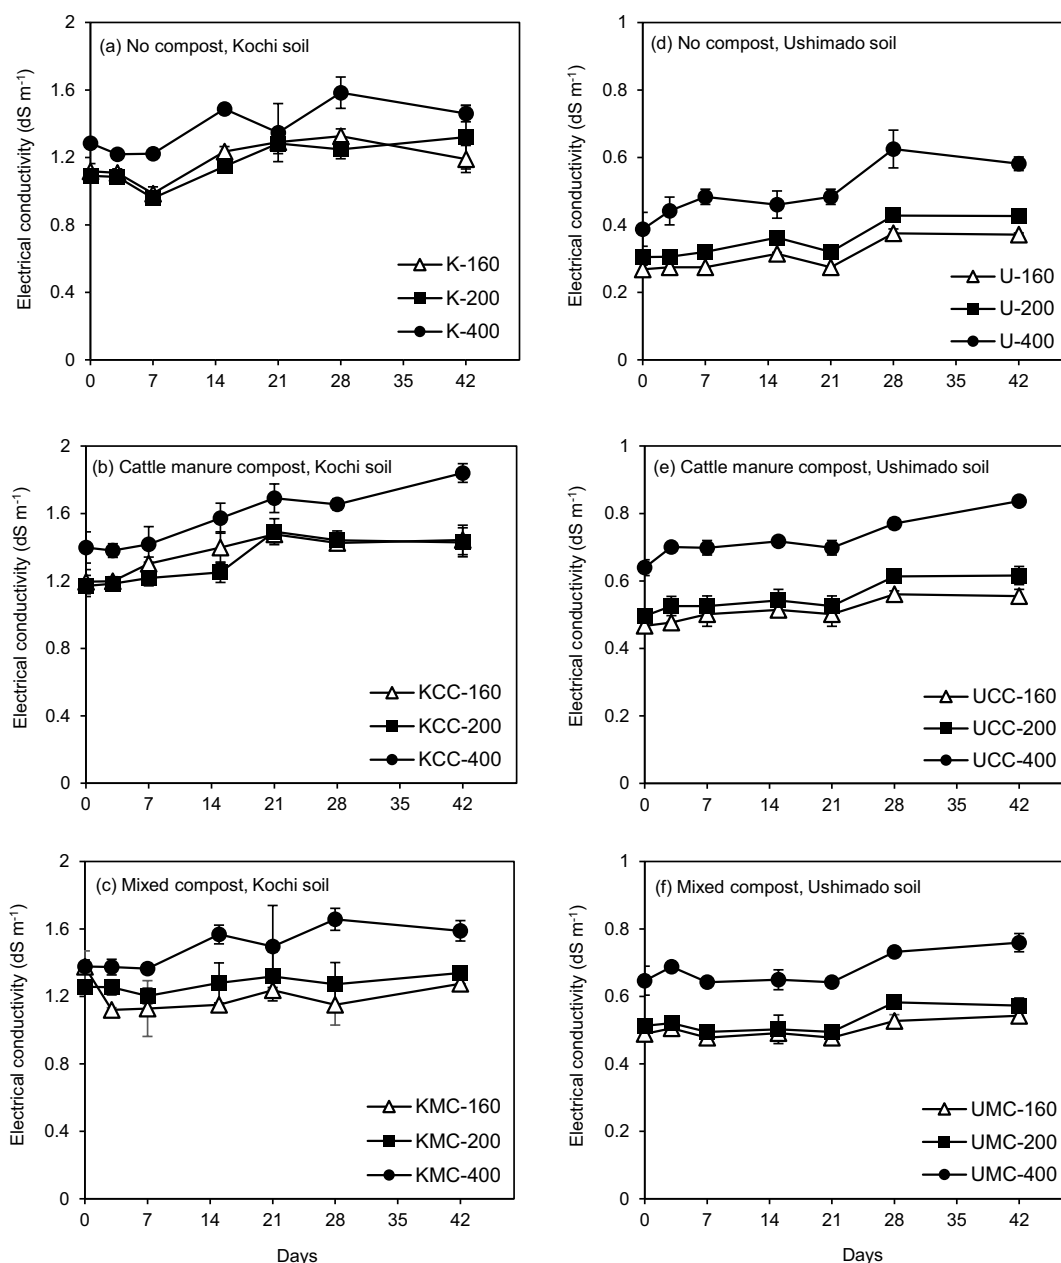 (a) No compost, Kochi soil
Electrical conductivity (dS m⁻¹)
2
1.6
1.2
0.8
0.4
0
K-160
K-200
K-400
0 7 14 21 28 35 42
(d) No compost, Ushimado soil
Electrical conductivity (dS m⁻¹)
1
0.8
0.6
0.4
0.2
0
U-160
U-200
U-400
0 7 14 21 28 35 42
(b) Cattle manure compost, Kochi soil
Electrical conductivity (dS m⁻¹)
2
1.6
1.2
0.8
0.4
0
KCC-160
KCC-200
KCC-400
0 7 14 21 28 35 42
(e) Cattle manure compost, Ushimado soil
Electrical conductivity (dS m⁻¹)
1
0.8
0.6
0.4
0.2
0
UCC-160
UCC-200
UCC-400
0 7 14 21 28 35 42
(c) Mixed compost, Kochi soil
Electrical conductivity (dS m⁻¹)
2
1.6
1.2
0.8
0.4
0
KMC-160
KMC-200
KMC-400
0 7 14 21 28 35 42
Days
(f) Mixed compost, Ushimado soil
Electrical conductivity (dS m⁻¹)
1
0.8
0.6
0.4
0.2
0
UMC-160
UMC-200
UMC-400
0 7 14 21 28 35 42
Days